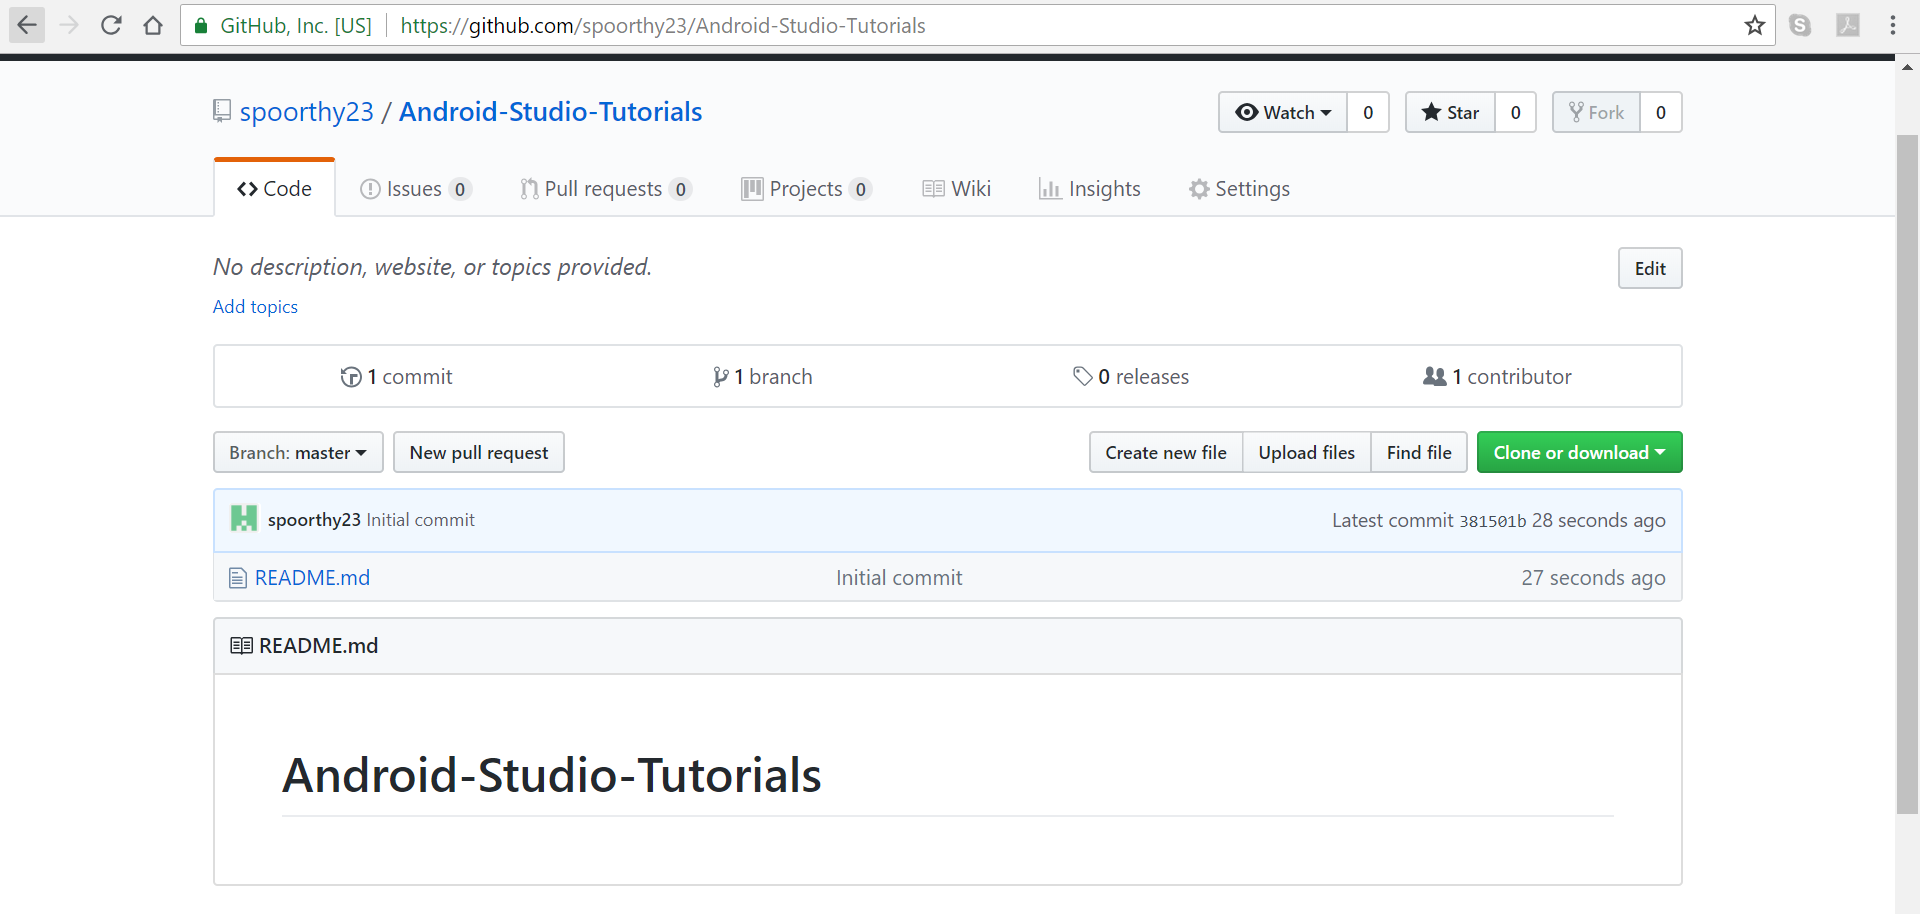 GitHub, Inc. [US] https://github.com/spoorthy23/Android-Studio-Tutorials
spoorthy23 / Android-Studio-Tutorials Watch 0 Star 0 Fork 0
Code Issues 0 Pull requests 0 Projects 0 Wiki Insights Settings
No description, website, or topics provided. Edit
Add topics
1 commit 1 branch 0 releases 1 contributor
Branch: master New pull request Create new file Upload files Find file Clone or download
spoorthy23 Initial commit Latest commit 381501b 28 seconds ago
README.md Initial commit 27 seconds ago
README.md
Android-Studio-Tutorials